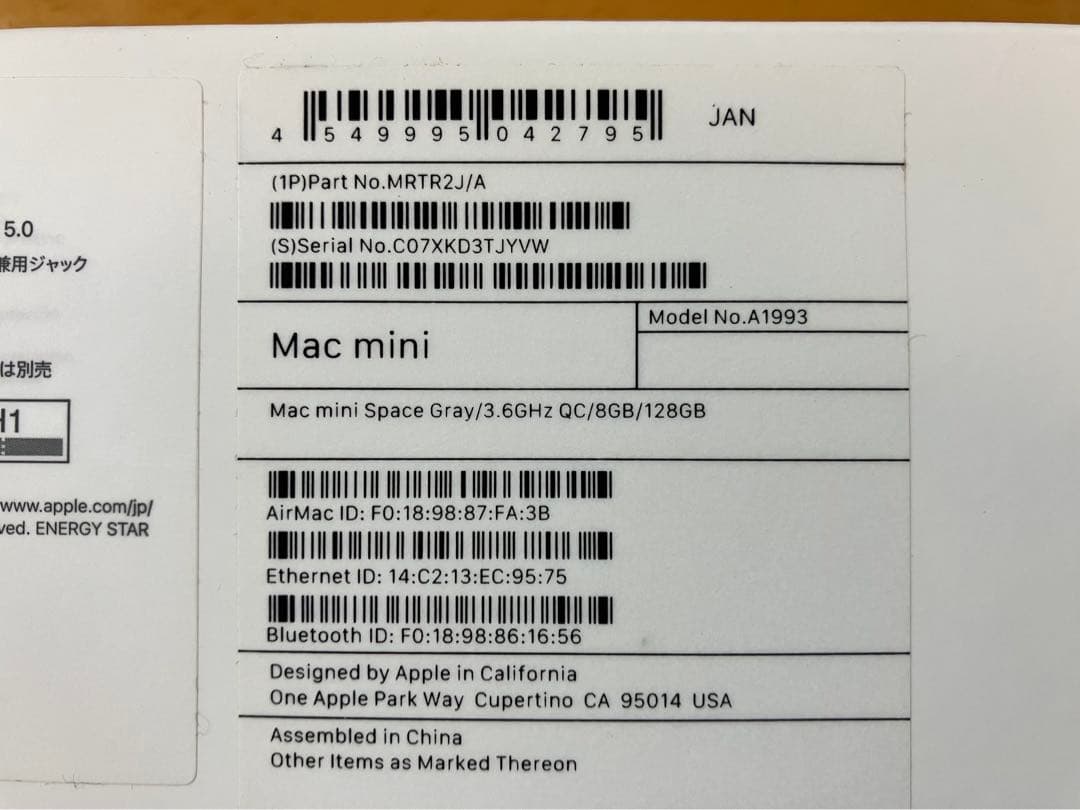 5.0
兼用ジャック
は別売
www.apple.com/jp/
ved. ENERGY STAR
4 549995 042795
JAN
(1P)Part No.MRTR2J/A
(S)Serial No.C07XKD3TJYVW
Mac mini
Model No.A1993
Mac mini Space Gray/3.6GHz QC/8GB/128GB
AirMac ID: F0:18:98:87:FA:3B
Ethernet ID: 14:C2:13:EC:95:75
Bluetooth ID: F0:18:98:86:16:56
Designed by Apple in California
One Apple Park Way Cupertino CA 95014 USA
Assembled in China
Other Items as Marked Thereon